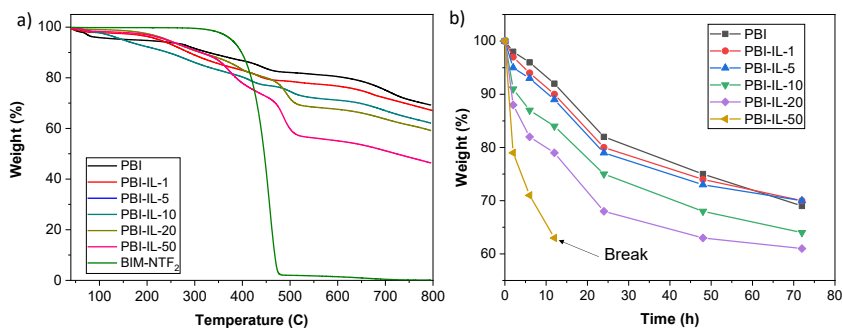 a)
Weight (%)
100
80
60
40
20
0
PBI
PBI-IL-1
PBI-IL-5
PBI-IL-10
PBI-IL-20
PBI-IL-50
BIM-NTF₂
100 200 300 400 500 600 700 800
Temperature (C)
b)
Weight (%)
100
90
80
70
60
PBI
PBI-IL-1
PBI-IL-5
PBI-IL-10
PBI-IL-20
PBI-IL-50
Break
0 10 20 30 40 50 60 70 80
Time (h)